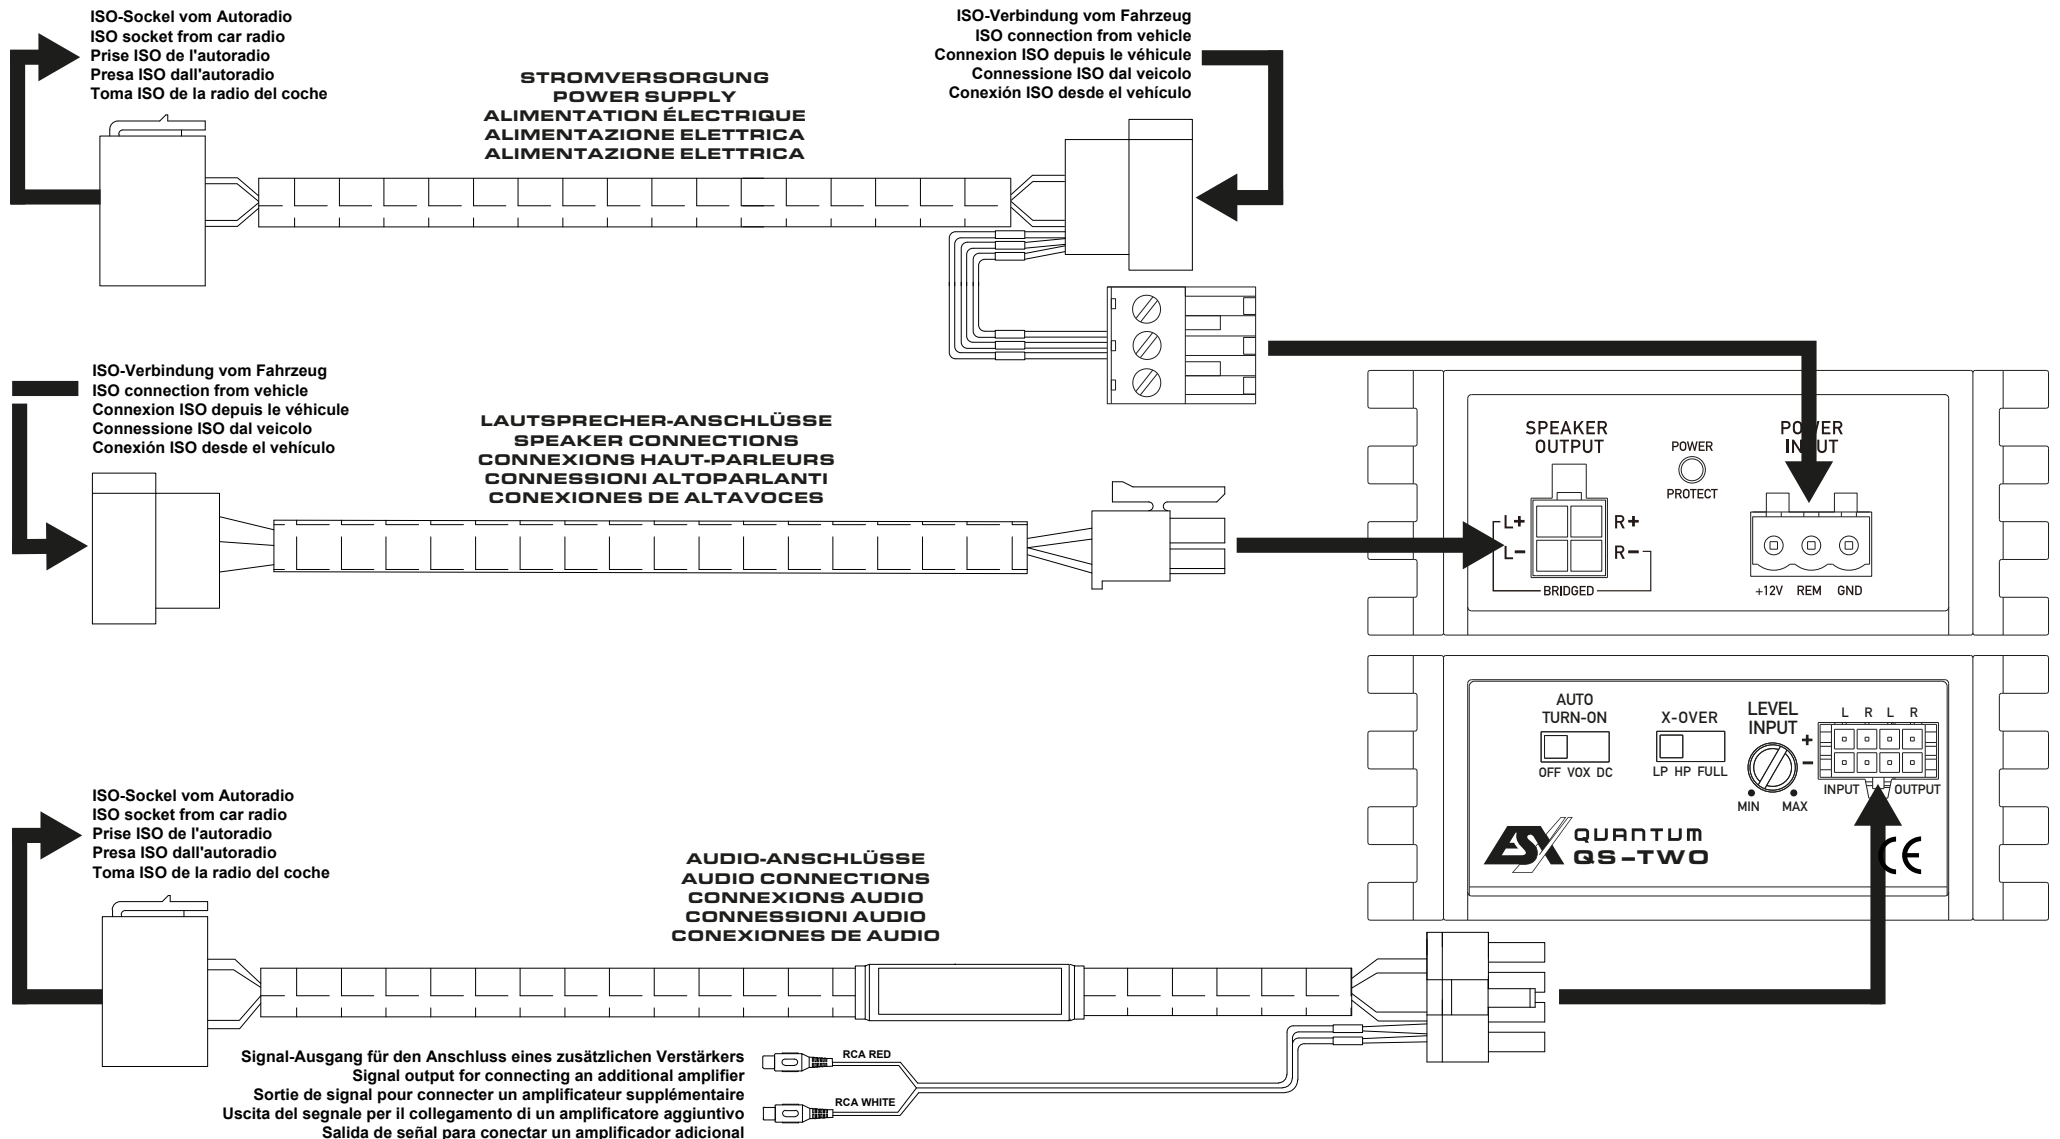 ISO-Sockel vom Autoradio
ISO socket from car radio
Prise ISO de l'autoradio
Presa ISO dall'autoradio
Toma ISO de la radio del coche
STROMVERSORGUNG
POWER SUPPLY
ALIMENTATION ÉLECTRIQUE
ALIMENTAZIONE ELETTRICA
ALIMENTAZIONE ELETTRICA
ISO-Verbindung vom Fahrzeug
ISO connection from vehicle
Connexion ISO depuis le véhicule
Connessione ISO dal veicolo
Conexión ISO desde el vehículo
ISO-Verbindung vom Fahrzeug
ISO connection from vehicle
Connexion ISO depuis le véhicule
Connessione ISO dal veicolo
Conexión ISO desde el vehículo
LAUTSPRECHER-ANSCHLÜSSE
SPEAKER CONNECTIONS
CONNEXIONS HAUT-PARLEURS
CONNESSIONI ALTOPARLANTI
CONEXIONES DE ALTAVOCES
SPEAKER
OUTPUT
L+
R+
L-
R-
BRIDGED
POWER
PROTECT
POWER
INPUT
+12V REM GND
AUTO
TURN-ON
OFF VOX DC
X-OVER
LP HP FULL
LEVEL
INPUT
MIN MAX
L R L R
+
-
INPUT OUTPUT
ESX
QUANTUM
QS-TWO
CE
ISO-Sockel vom Autoradio
ISO socket from car radio
Prise ISO de l'autoradio
Presa ISO dall'autoradio
Toma ISO de la radio del coche
AUDIO-ANSCHLÜSSE
AUDIO CONNECTIONS
CONNEXIONS AUDIO
CONNESSIONI AUDIO
CONEXIONES DE AUDIO
Signal-Ausgang für den Anschluss eines zusätzlichen Verstärkers
Signal output for connecting an additional amplifier
Sortie de signal pour connecter un amplificateur supplémentaire
Uscita del segnale per il collegamento di un amplificatore aggiuntivo
Salida de señal para conectar un amplificador adicional
RCA RED
RCA WHITE